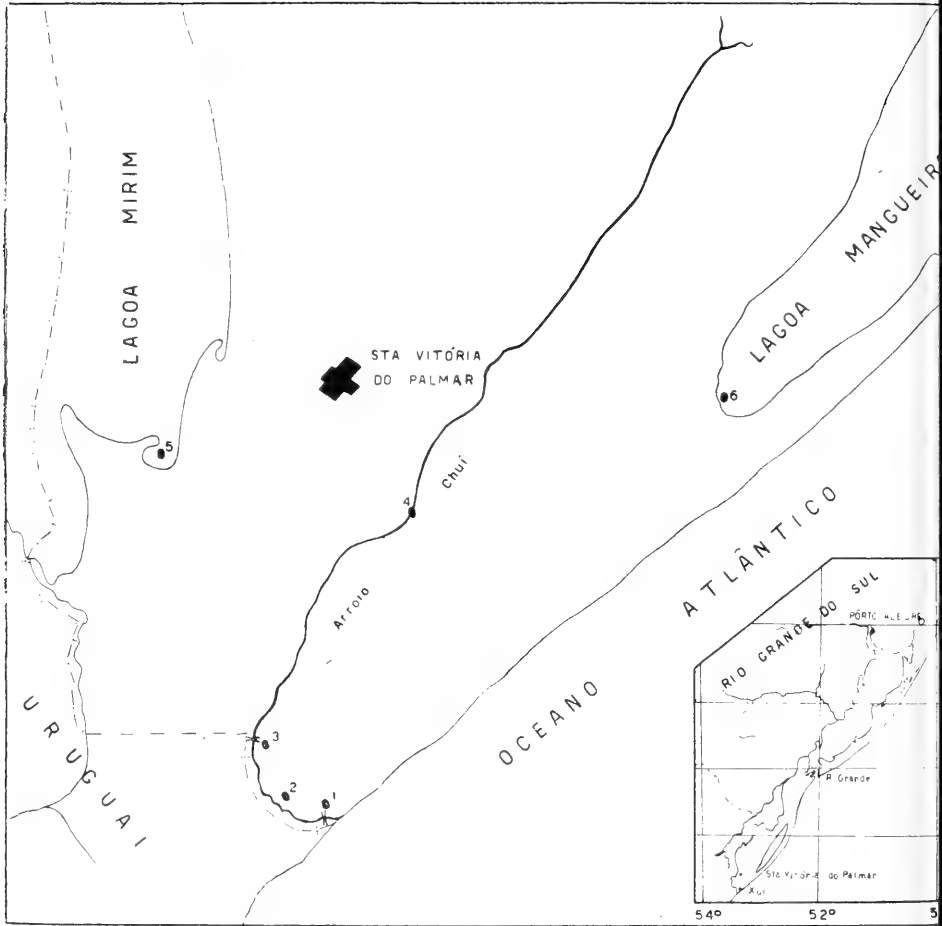 LAGOA MIRIM
LAGOA MANGUEIR
STA VITÓRIA
DO PALMAR
6
5
4
Chuí
Arroio
OCEANO ATLÂNTICO
URUGUAI
3
2
1
RIO GRANDE DO SUL
PÔRTO ALEGRE
R Grande
Sta Vitória do Palmar
54°
52°
5